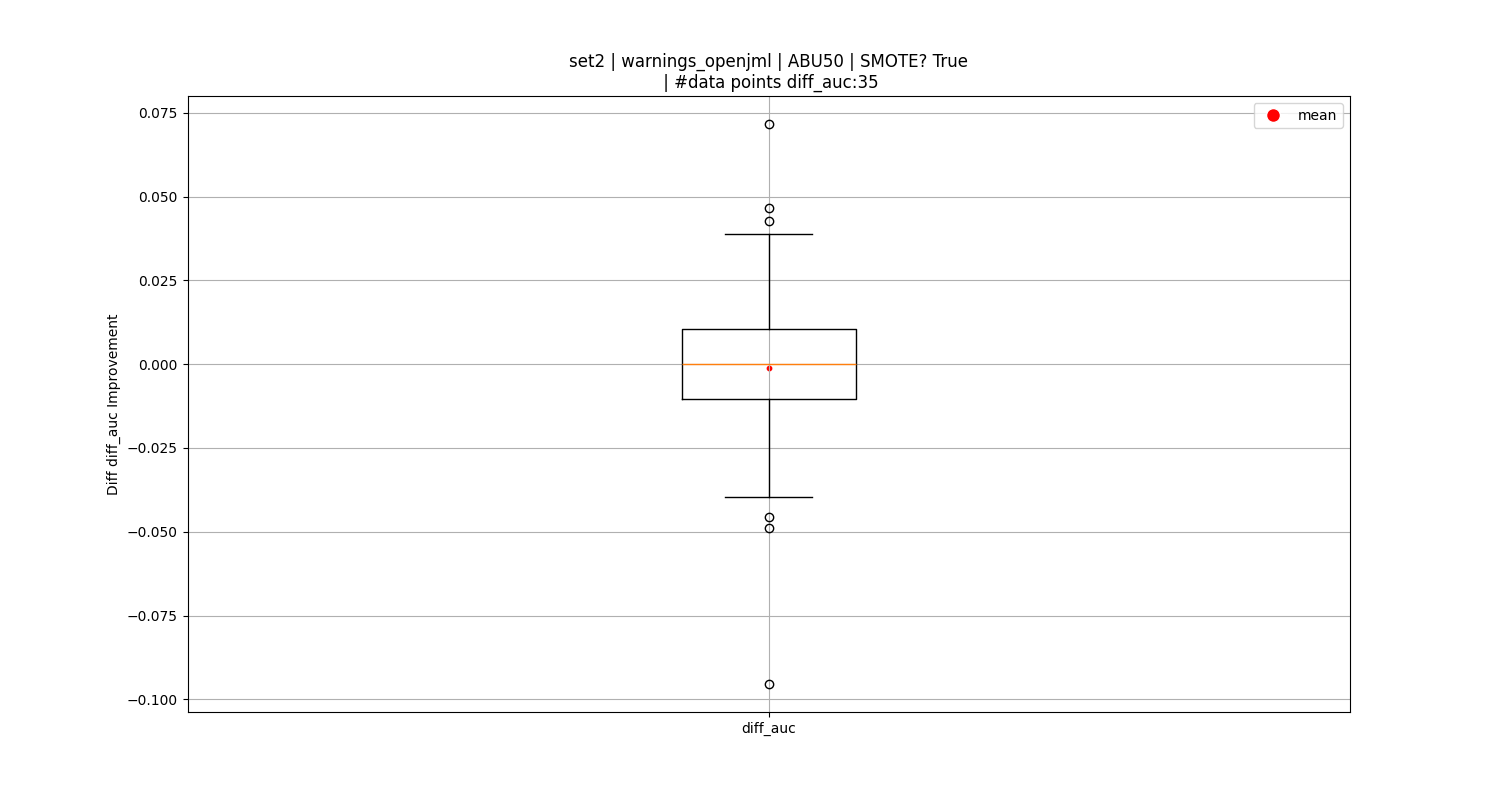 set2 | warnings_openjml | ABU50 | SMOTE? True
| #data points diff_auc:35
mean
0.075
0.050
0.025
0.000
−0.025
−0.050
−0.075
−0.100
Diff diff_auc Improvement
diff_auc